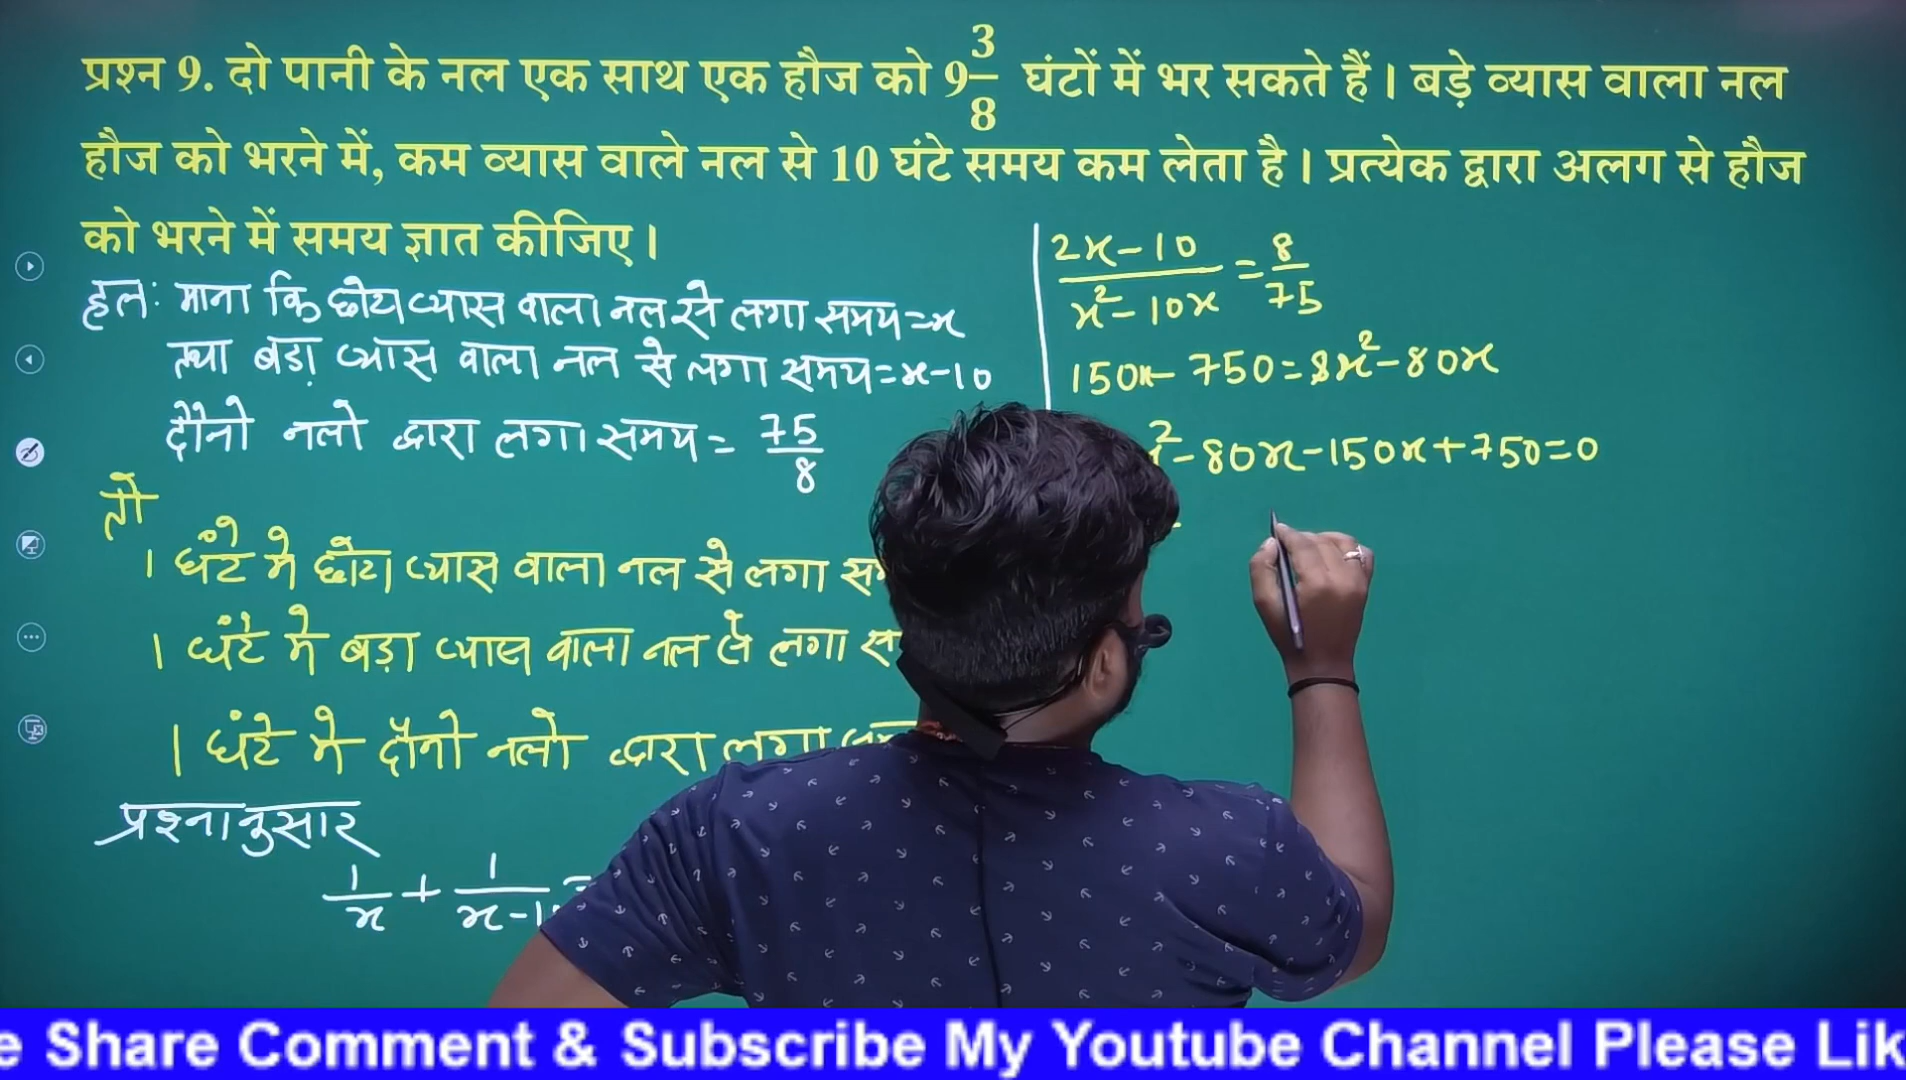 प्रश्न 9. दो पानी के नल एक साथ एक हौज को 9 3/8 घंटों में भर सकते हैं। बड़े व्यास वाला नल
हौज को भरने में, कम व्यास वाले नल से 10 घंटे समय कम लेता है। प्रत्येक द्वारा अलग से हौज
को भरने में समय ज्ञात कीजिए।
हल: माना कि छोटा व्यास वाला नल से लगा समय = x
तथा बड़ा व्यास वाला नल से लगा समय = x-10
दोनो नलो द्वारा लगा समय = 75/8
तो
1 घंटे मे छोटा व्यास वाला नल से लगा
1 घंटे मे बड़ा व्यास वाला नल से लगा
1 घंटे मे दोनो नलो द्वारा लगा
प्रश्नानुसार
1/x + 1/x-1
2x-10/x²-10x = 8/75
150x - 750 = 8x² - 80x
² - 80x - 150x + 750 = 0
e Share Comment & Subscribe My Youtube Channel Please Lik